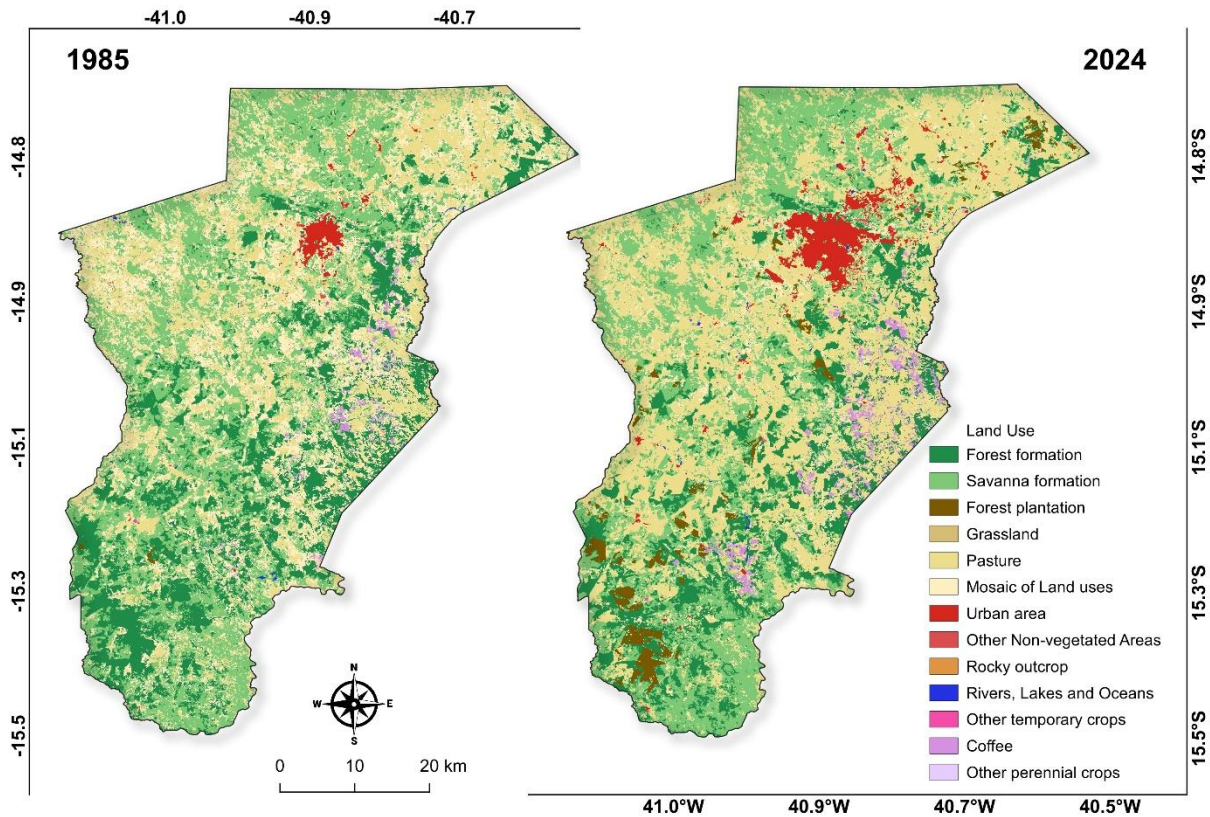 -41.0 -40.9 -40.7
1985
2024
-14.8
-14.9
-15.1
-15.3
-15.5
14.8°S
14.9°S
15.1°S
15.3°S
15.5°S
Land Use
Forest formation
Savanna formation
Forest plantation
Grassland
Pasture
Mosaic of Land uses
Urban area
Other Non-vegetated Areas
Rocky outcrop
Rivers, Lakes and Oceans
Other temporary crops
Coffee
Other perennial crops
N
W E
S
0 10 20 km
41.0°W 40.9°W 40.7°W 40.5°W